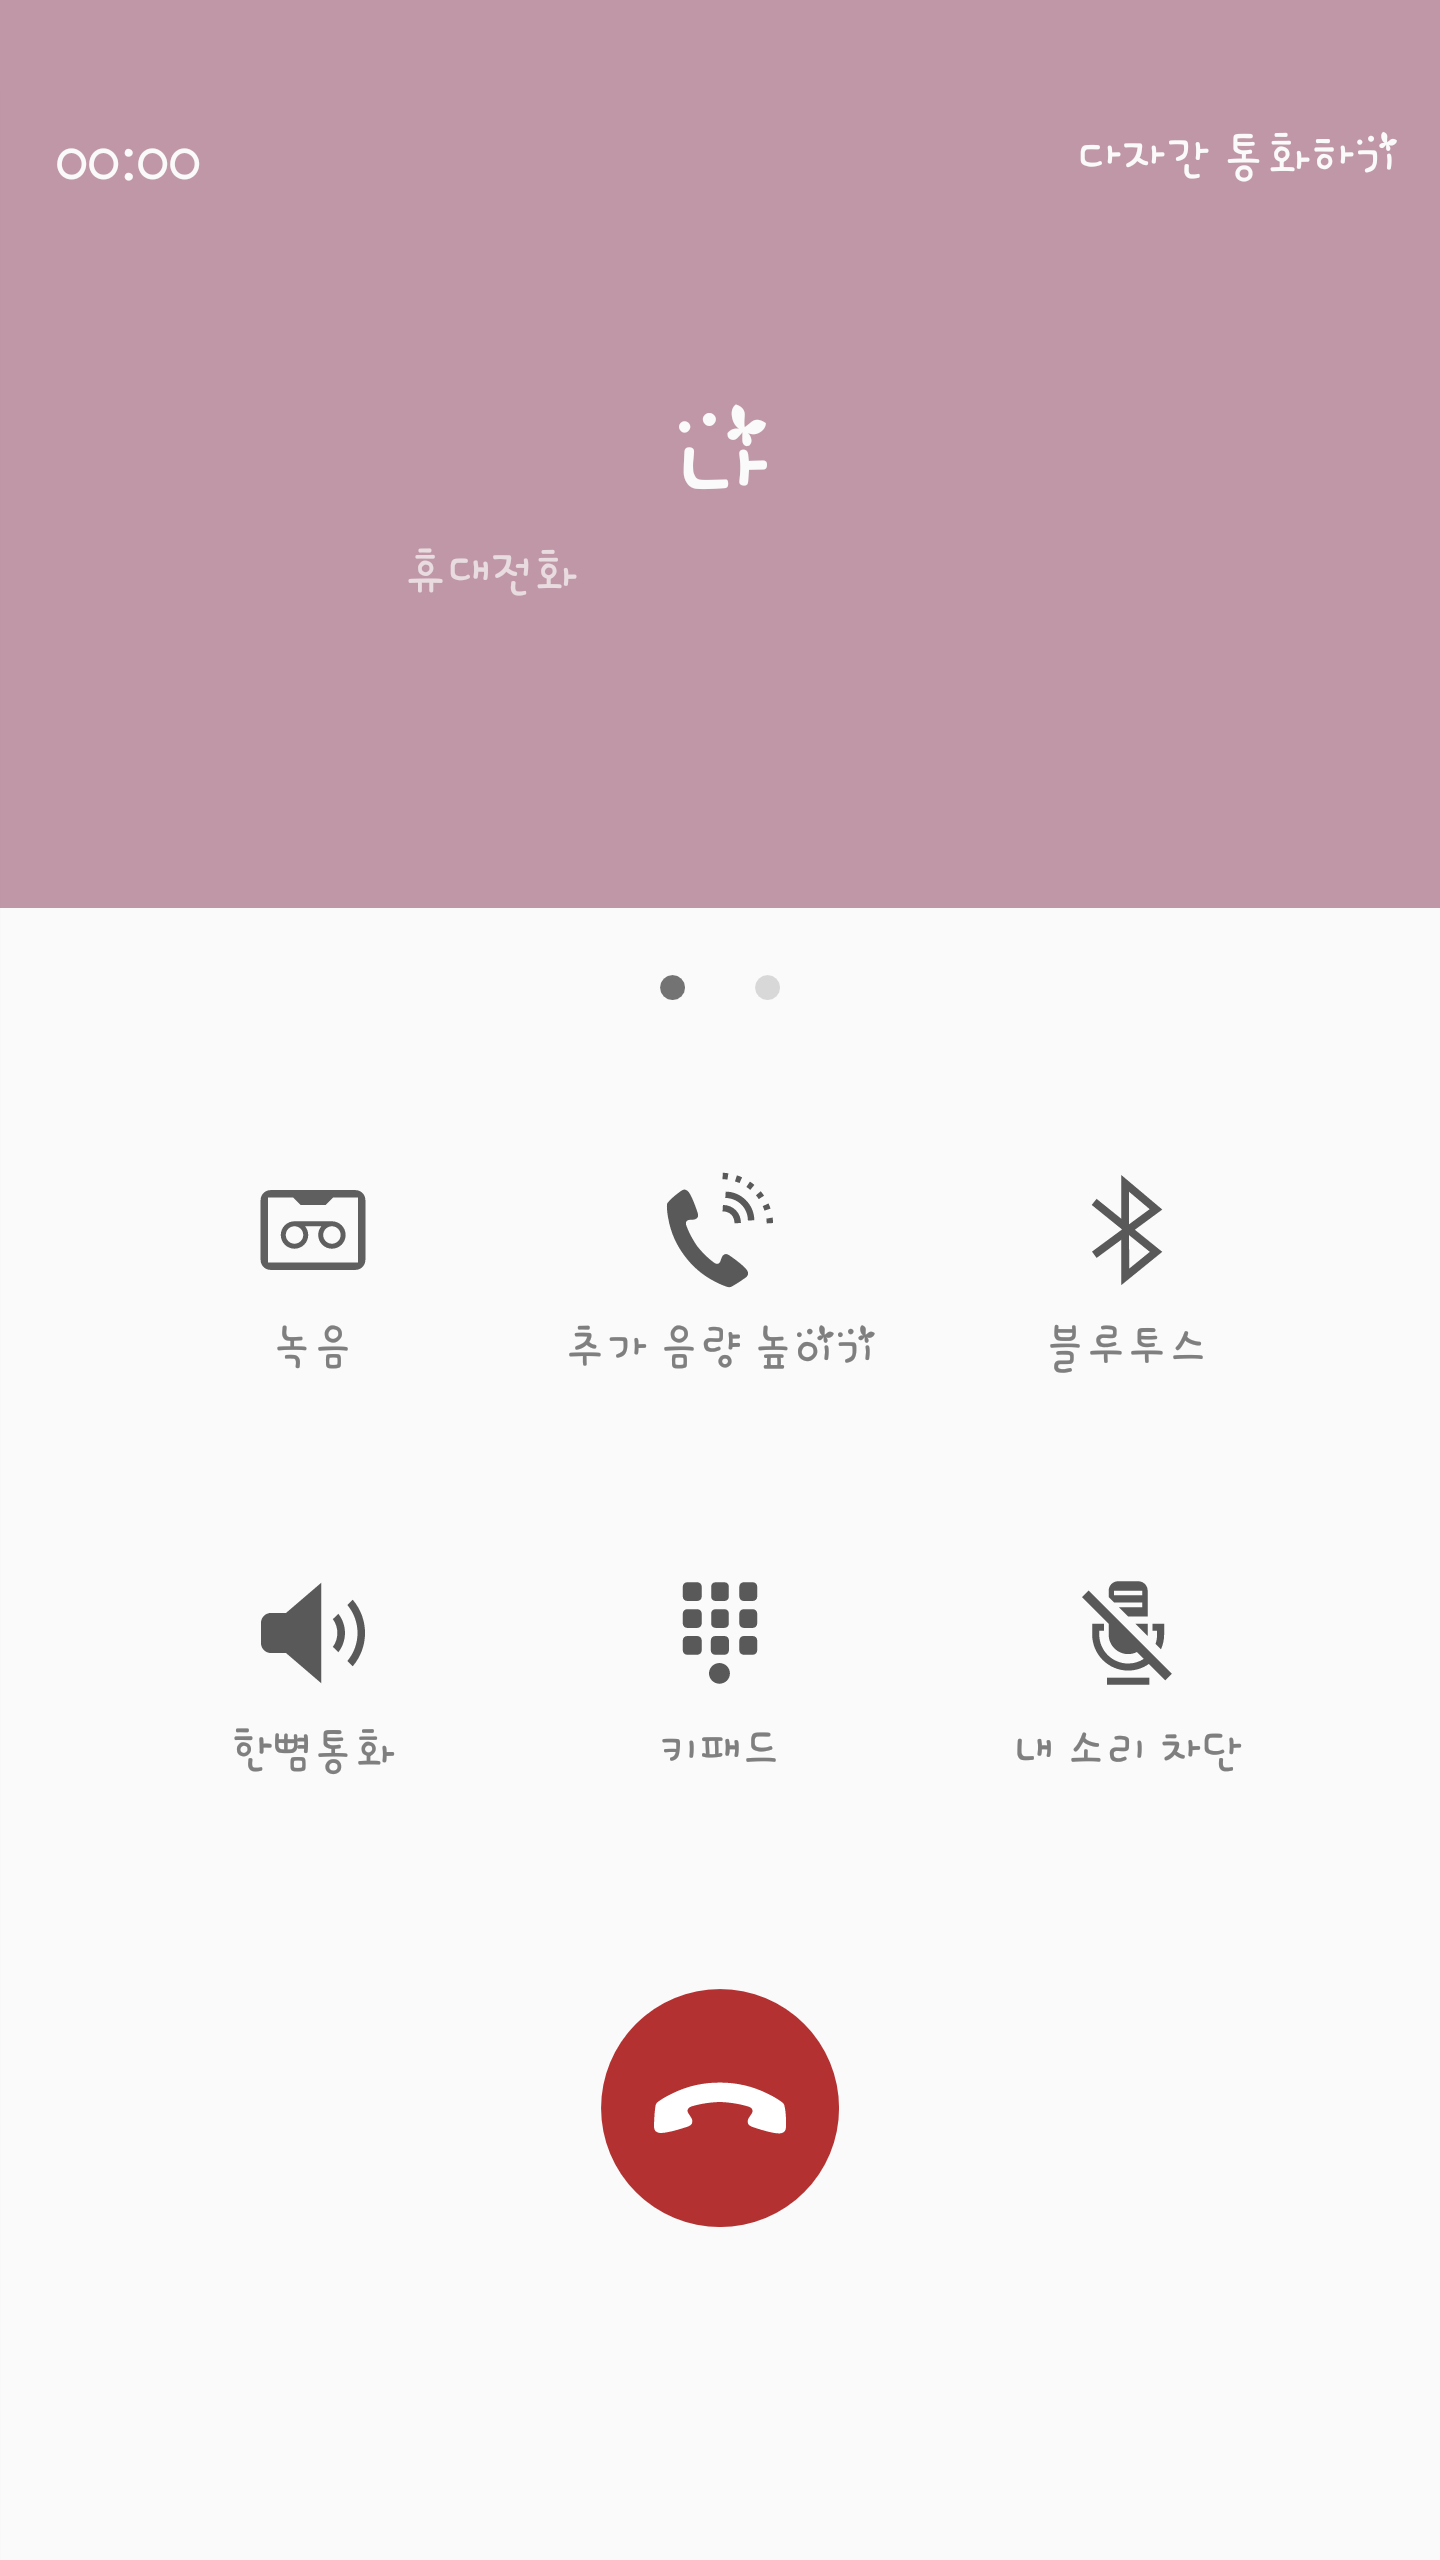 00:00
다자간 통화하기
나
휴대전화
녹음
추가 음량 높이기
블루투스
한뼘통화
키패드
내 소리 차단